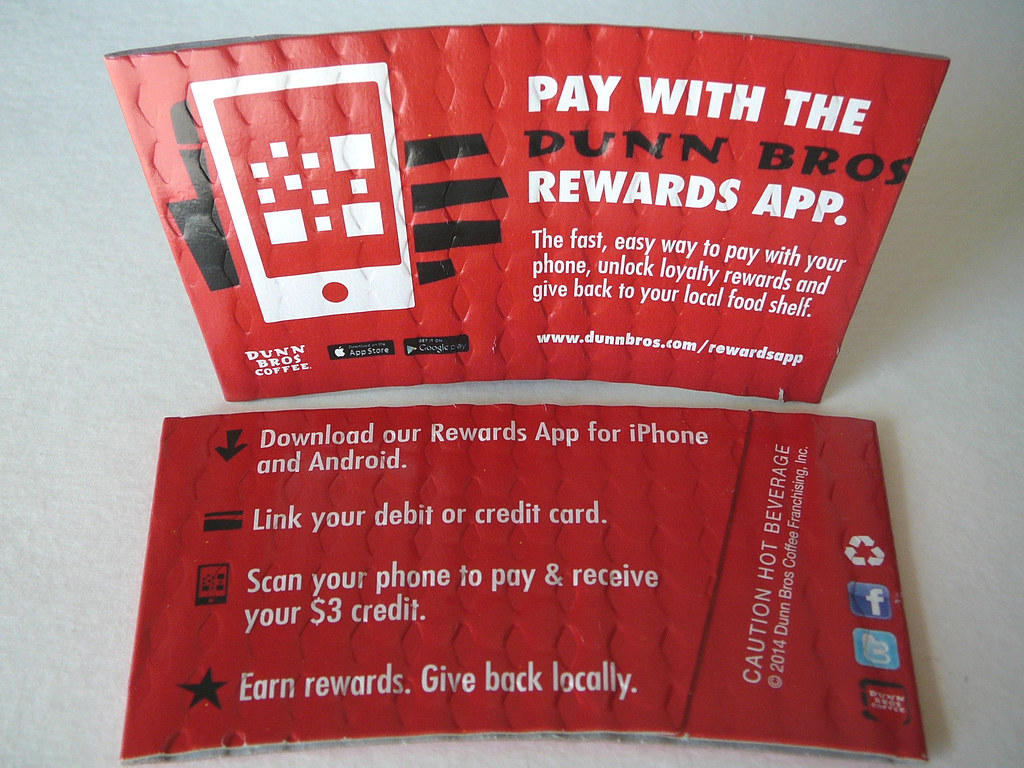 PAY WITH THE
DUNN BROS
REWARDS APP.
The fast, easy way to pay with your
phone, unlock loyalty rewards and
give back to your local food shelf.
www.dunnbros.com/rewardsapp
DUNN
BROS
COFFEE.
Download on the
App Store
GET IT ON
Google play
Download our Rewards App for iPhone
and Android.
Link your debit or credit card.
Scan your phone to pay & receive
your $3 credit.
Earn rewards. Give back locally.
CAUTION HOT BEVERAGE
© 2014 Dunn Bros Coffee Franchising, Inc.
f
DUNN
BROS
COFFEE